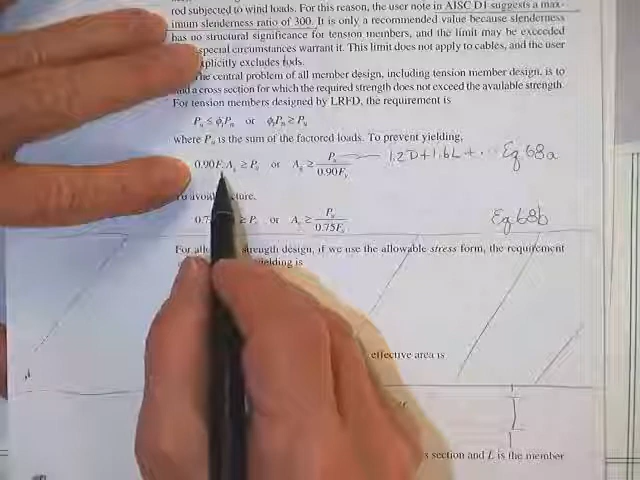 rod subjected to wind loads. For this reason, the user note in AISC D1 suggests a max-
imum slenderness ratio of 300. It is only a recommended value because slenderness
has no structural significance for tension members, and the limit may be exceeded
special circumstances warrant it. This limit does not apply to cables, and the user
explicitly excludes rods.
The central problem of all member design, including tension member design, is to
a cross section for which the required strength does not exceed the available strength.
For tension members designed by LRFD, the requirement is
Pu ≤ ϕtPn or ϕtPn ≥ Pu
where Pu is the sum of the factored loads. To prevent yielding,
0.90FyAg ≥ Pu or Ag ≥ Pu/0.90Fy 1.2D+1.6L+... Eq 68a
To avoid fracture,
≥ Pu or Ae ≥ Pu/0.75Fu Eq 68b
For strength design, if we use the allowable stress form, the requirement
yielding is
effective area is
section and L is the member